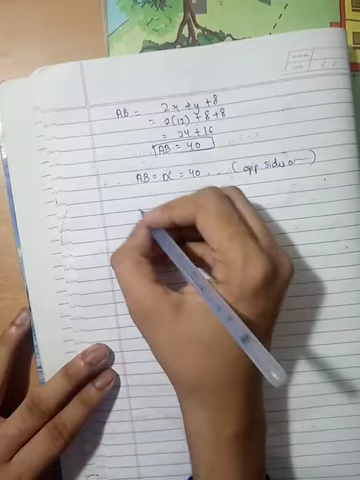 AB = 2x + y + 8
= 2(12) + 8 + 8
= 24 + 16
AB = 40
AB = DC = 40 ... (opp sides